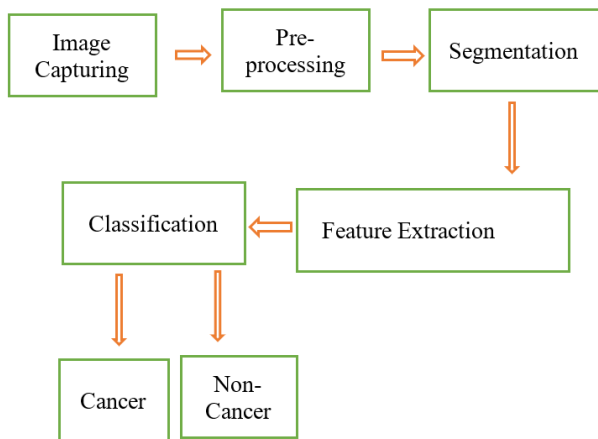 Image
Capturing
Pre-
processing
Segmentation
Classification
Feature Extraction
Cancer
Non-
Cancer